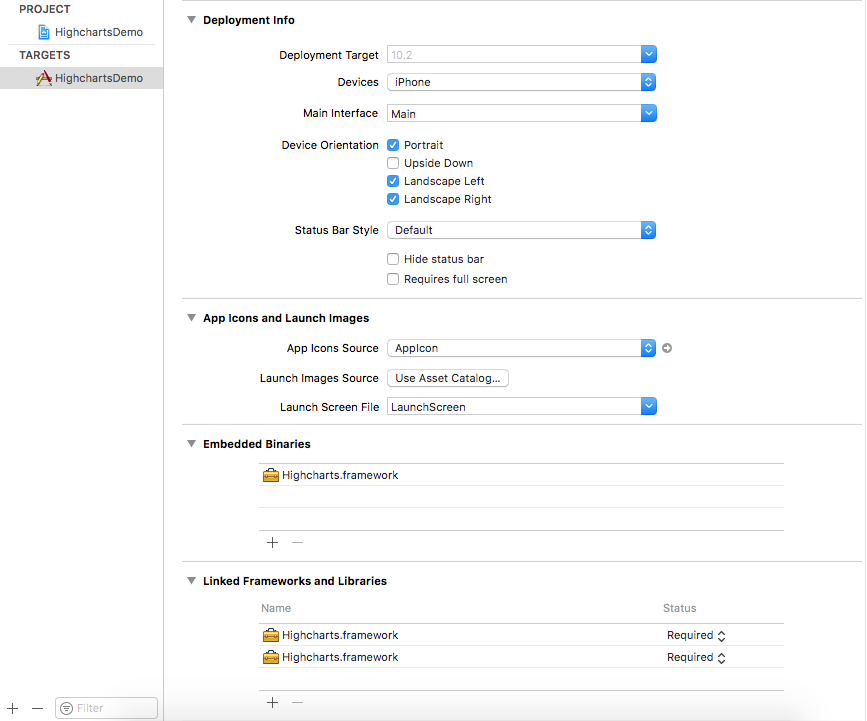 PROJECT
HighchartsDemo
TARGETS
HighchartsDemo
Deployment Info
Deployment Target 10.2
Devices iPhone
Main Interface Main
Device Orientation Portrait
Upside Down
Landscape Left
Landscape Right
Status Bar Style Default
Hide status bar
Requires full screen
App Icons and Launch Images
App Icons Source AppIcon
Launch Images Source Use Asset Catalog...
Launch Screen File LaunchScreen
Embedded Binaries
Highcharts.framework
Linked Frameworks and Libraries
Name Status
Highcharts.framework Required
Highcharts.framework Required
Filter